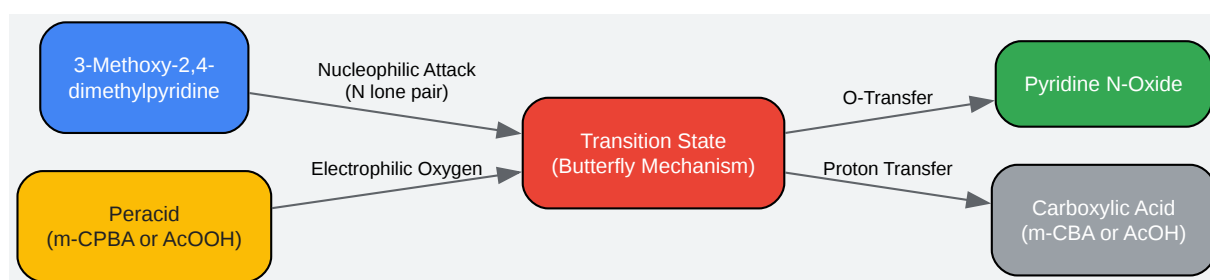 3-Methoxy-2,4-
dimethylpyridine
Nucleophilic Attack
(N lone pair)
Peracid
(m-CPBA or AcOOH)
Electrophilic Oxygen
Transition State
(Butterfly Mechanism)
O-Transfer
Pyridine N-Oxide
Proton Transfer
Carboxylic Acid
(m-CBA or AcOH)